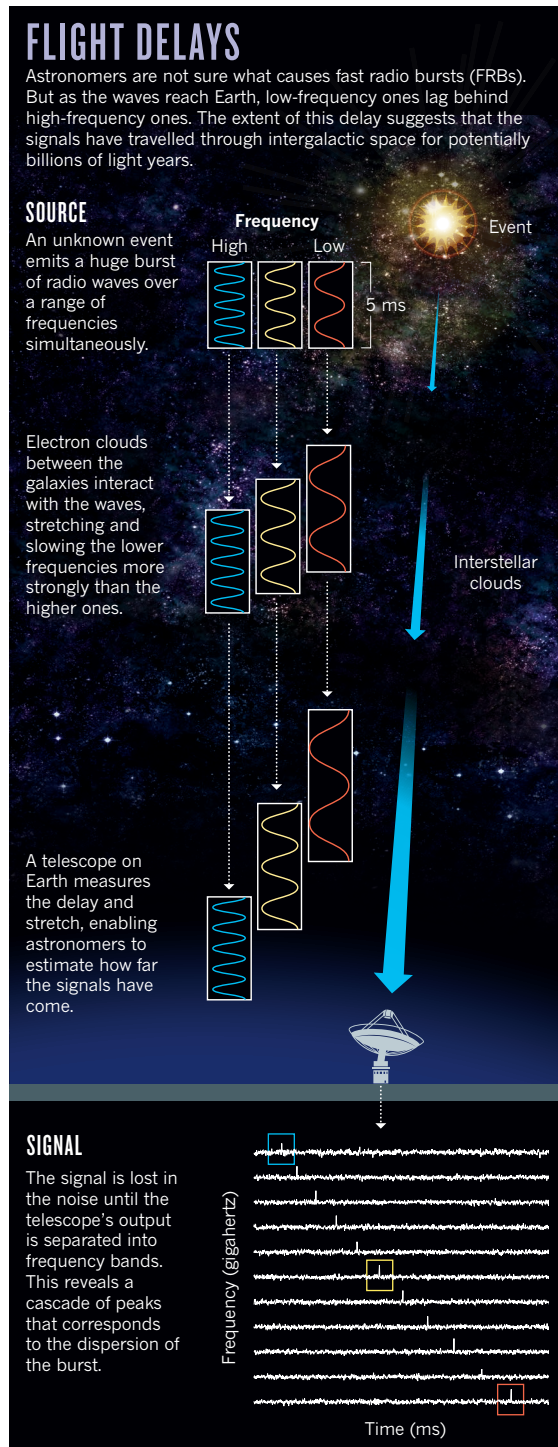 FLIGHT DELAYS
Astronomers are not sure what causes fast radio bursts (FRBs).
But as the waves reach Earth, low-frequency ones lag behind
high-frequency ones. The extent of this delay suggests that the
signals have travelled through intergalactic space for potentially
billions of light years.
SOURCE
An unknown event
emits a huge burst
of radio waves over
a range of
frequencies
simultaneously.
Frequency
High Low
5 ms
Event
Electron clouds
between the
galaxies interact
with the waves,
stretching and
slowing the lower
frequencies more
strongly than the
higher ones.
Interstellar
clouds
A telescope on
Earth measures
the delay and
stretch, enabling
astronomers to
estimate how far
the signals have
come.
SIGNAL
The signal is lost in
the noise until the
telescope's output
is separated into
frequency bands.
This reveals a
cascade of peaks
that corresponds
to the dispersion of
the burst.
Frequency (gigahertz)
Time (ms)